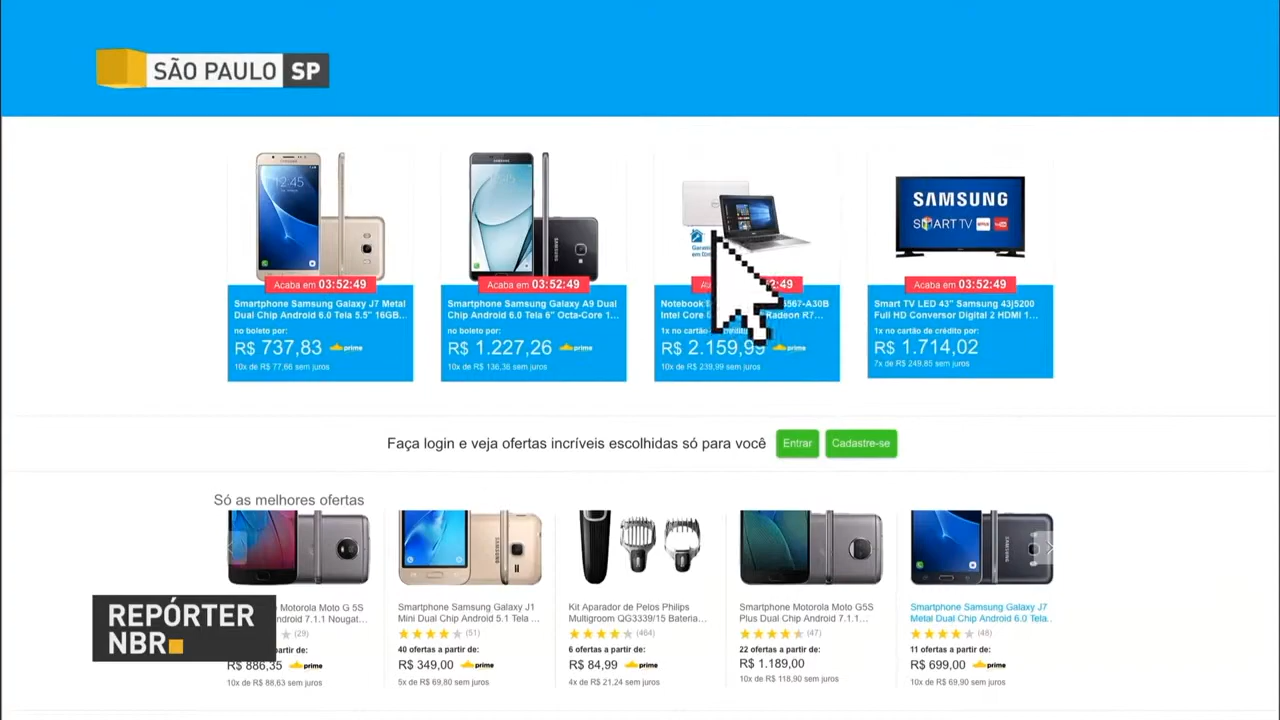 SÃO PAULO SP
SAMSUNG
SMART TV
Acaba em 03:52:49
Acaba em 03:52:49
Acaba em 03:52:49
Smartphone Samsung Galaxy J7 Metal
Dual Chip Android 6.0 Tela 5.5" 16GB...
no boleto por:
R$ 737,83 prime
10x de R$ 77,66 sem juros
Smartphone Samsung Galaxy A9 Dual
Chip Android 6.0 Tela 6" Octa-Core 1...
no boleto por:
R$ 1.227,26 prime
10x de R$ 136,36 sem juros
Notebook 5567-A30B
Intel Core Radeon R7...
1x no cartão
R$ 2.159,99 prime
10x de R$ 239,99 sem juros
Smart TV LED 43" Samsung 43j5200
Full HD Conversor Digital 2 HDMI 1...
1x no cartão de crédito por:
R$ 1.714,02
7x de R$ 249,85 sem juros
Faça login e veja ofertas incríveis escolhidas só para você Entrar Cadastre-se
Só as melhores ofertas
Motorola Moto G 5S
7.1.1 Nougat...
(29)
a partir de:
R$ 886,35 prime
10x de R$ 88,63 sem juros
Smartphone Samsung Galaxy J1
Mini Dual Chip Android 5.1 Tela ...
(51)
40 ofertas a partir de:
R$ 349,00 prime
5x de R$ 69,80 sem juros
Kit Aparador de Pelos Philips
Multigroom QG3339/15 Bateria...
(464)
6 ofertas a partir de:
R$ 84,99 prime
4x de R$ 21,24 sem juros
Smartphone Motorola Moto G5S
Plus Dual Chip Android 7.1.1...
(47)
22 ofertas a partir de:
R$ 1.189,00
10x de R$ 118,90 sem juros
Smartphone Samsung Galaxy J7
Metal Dual Chip Android 6.0 Tela..
(48)
11 ofertas a partir de:
R$ 699,00 prime
10x de R$ 69,90 sem juros
REPÓRTER
NBR